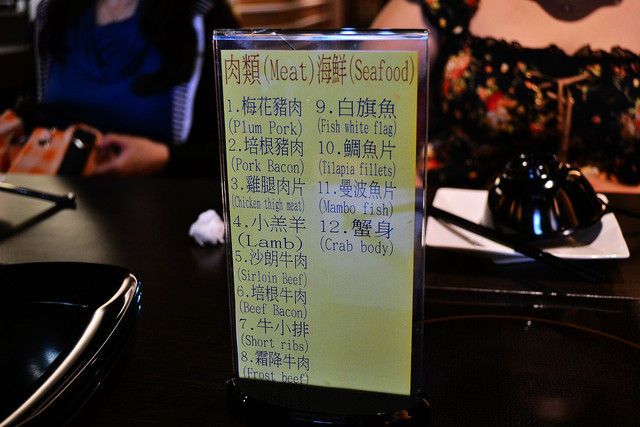 肉類(Meat)
1.梅花豬肉
(Plum Pork)
2.培根豬肉
(Pork Bacon)
3.雞腿肉片
(Chicken thigh meat)
4.小羔羊
(Lamb)
5.沙朗牛肉
(Sirloin Beef)
6.培根牛肉
(Beef Bacon)
7.牛小排
(Short ribs)
8.霜降牛肉
(Frost beef)
海鮮(Seafood)
9.白旗魚
(Fish white flag)
10.鯛魚片
(Tilapia fillets)
11.曼波魚片
(Mambo fish)
12.蟹身
(Crab body)